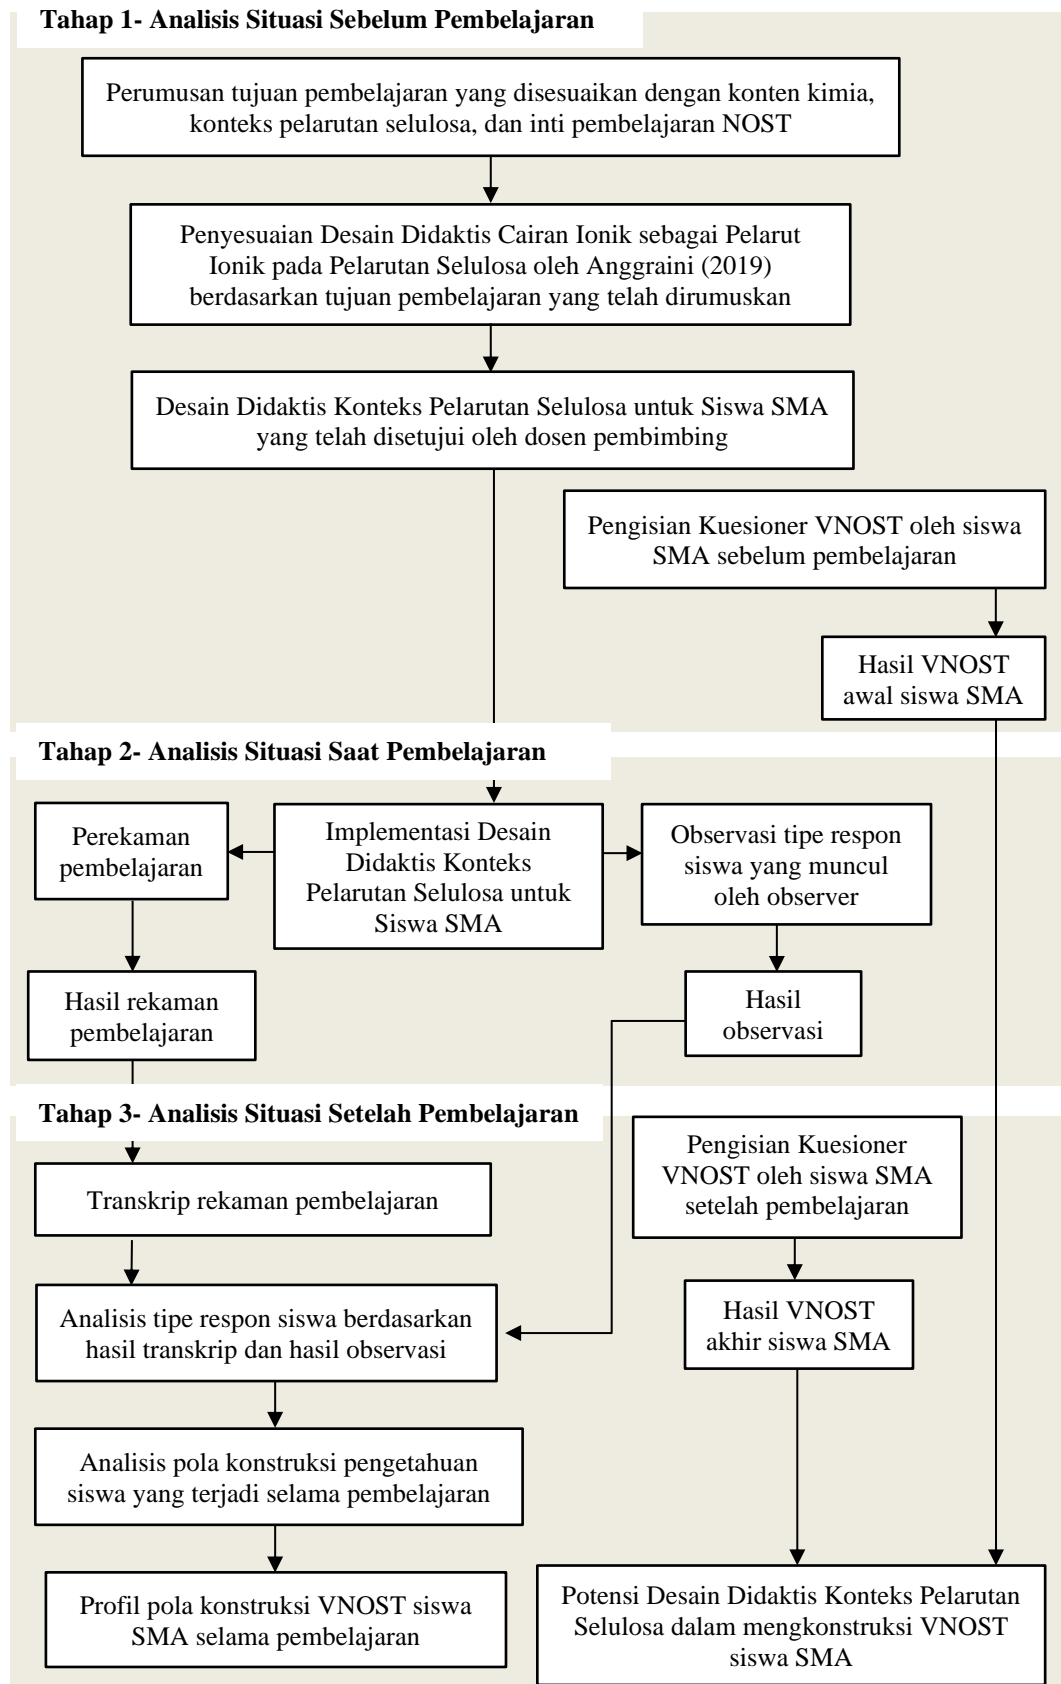 Tahap 1- Analisis Situasi Sebelum Pembelajaran
Perumusan tujuan pembelajaran yang disesuaikan dengan konten kimia,
konteks pelarutan selulosa, dan inti pembelajaran NOST
Penyesuaian Desain Didaktis Cairan Ionik sebagai Pelarut
Ionik pada Pelarutan Selulosa oleh Anggraini (2019)
berdasarkan tujuan pembelajaran yang telah dirumuskan
Desain Didaktis Konteks Pelarutan Selulosa untuk Siswa SMA
yang telah disetujui oleh dosen pembimbing
Pengisian Kuesioner VNOST oleh siswa
SMA sebelum pembelajaran
Hasil VNOST
awal siswa SMA
Tahap 2- Analisis Situasi Saat Pembelajaran
Perekaman
pembelajaran
Implementasi Desain
Didaktis Konteks
Pelarutan Selulosa untuk
Siswa SMA
Observasi tipe respon
siswa yang muncul
oleh observer
Hasil rekaman
pembelajaran
Hasil
observasi
Tahap 3- Analisis Situasi Setelah Pembelajaran
Transkrip rekaman pembelajaran
Pengisian Kuesioner
VNOST oleh siswa SMA
setelah pembelajaran
Analisis tipe respon siswa berdasarkan
hasil transkrip dan hasil observasi
Hasil VNOST
akhir siswa SMA
Analisis pola konstruksi pengetahuan
siswa yang terjadi selama pembelajaran
Profil pola konstruksi VNOST siswa
SMA selama pembelajaran
Potensi Desain Didaktis Konteks Pelarutan
Selulosa dalam mengkonstruksi VNOST
siswa SMA